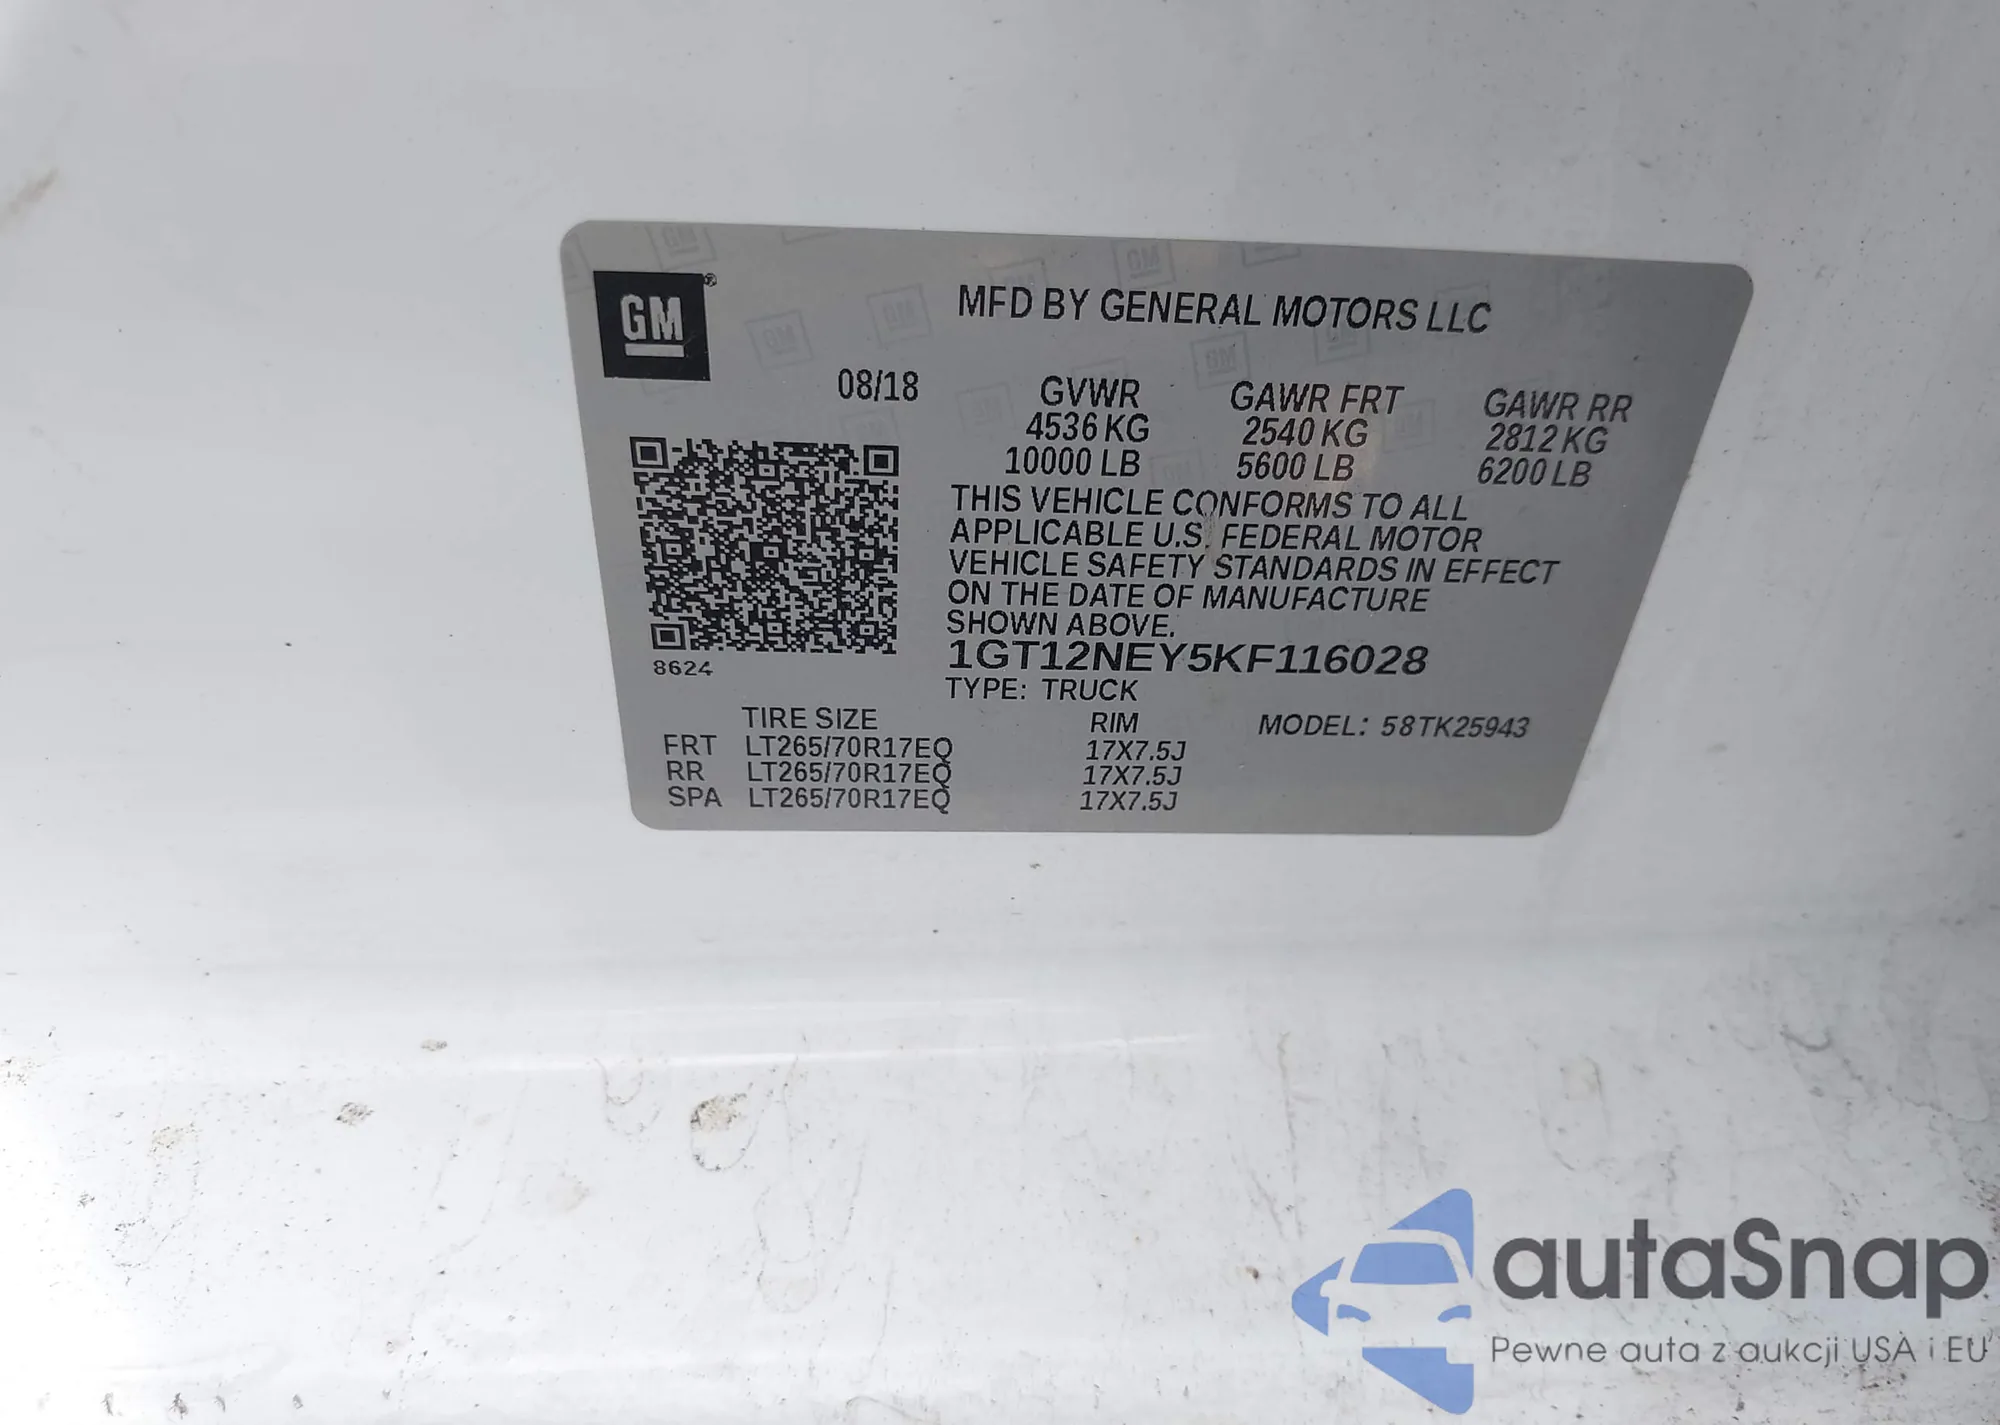 GM
MFD BY GENERAL MOTORS LLC
08/18 GVWR GAWR FRT GAWR RR
4536 KG 2540 KG 2812 KG
10000 LB 5600 LB 6200 LB
THIS VEHICLE CONFORMS TO ALL
APPLICABLE U.S. FEDERAL MOTOR
VEHICLE SAFETY STANDARDS IN EFFECT
ON THE DATE OF MANUFACTURE
SHOWN ABOVE.
8624
1GT12NEY5KF116028
TYPE: TRUCK
TIRE SIZE RIM MODEL: 58TK25943
FRT LT265/70R17EQ 17X7.5J
RR LT265/70R17EQ 17X7.5J
SPA LT265/70R17EQ 17X7.5J
autaSnap
Pewne auta z aukcji USA i EU